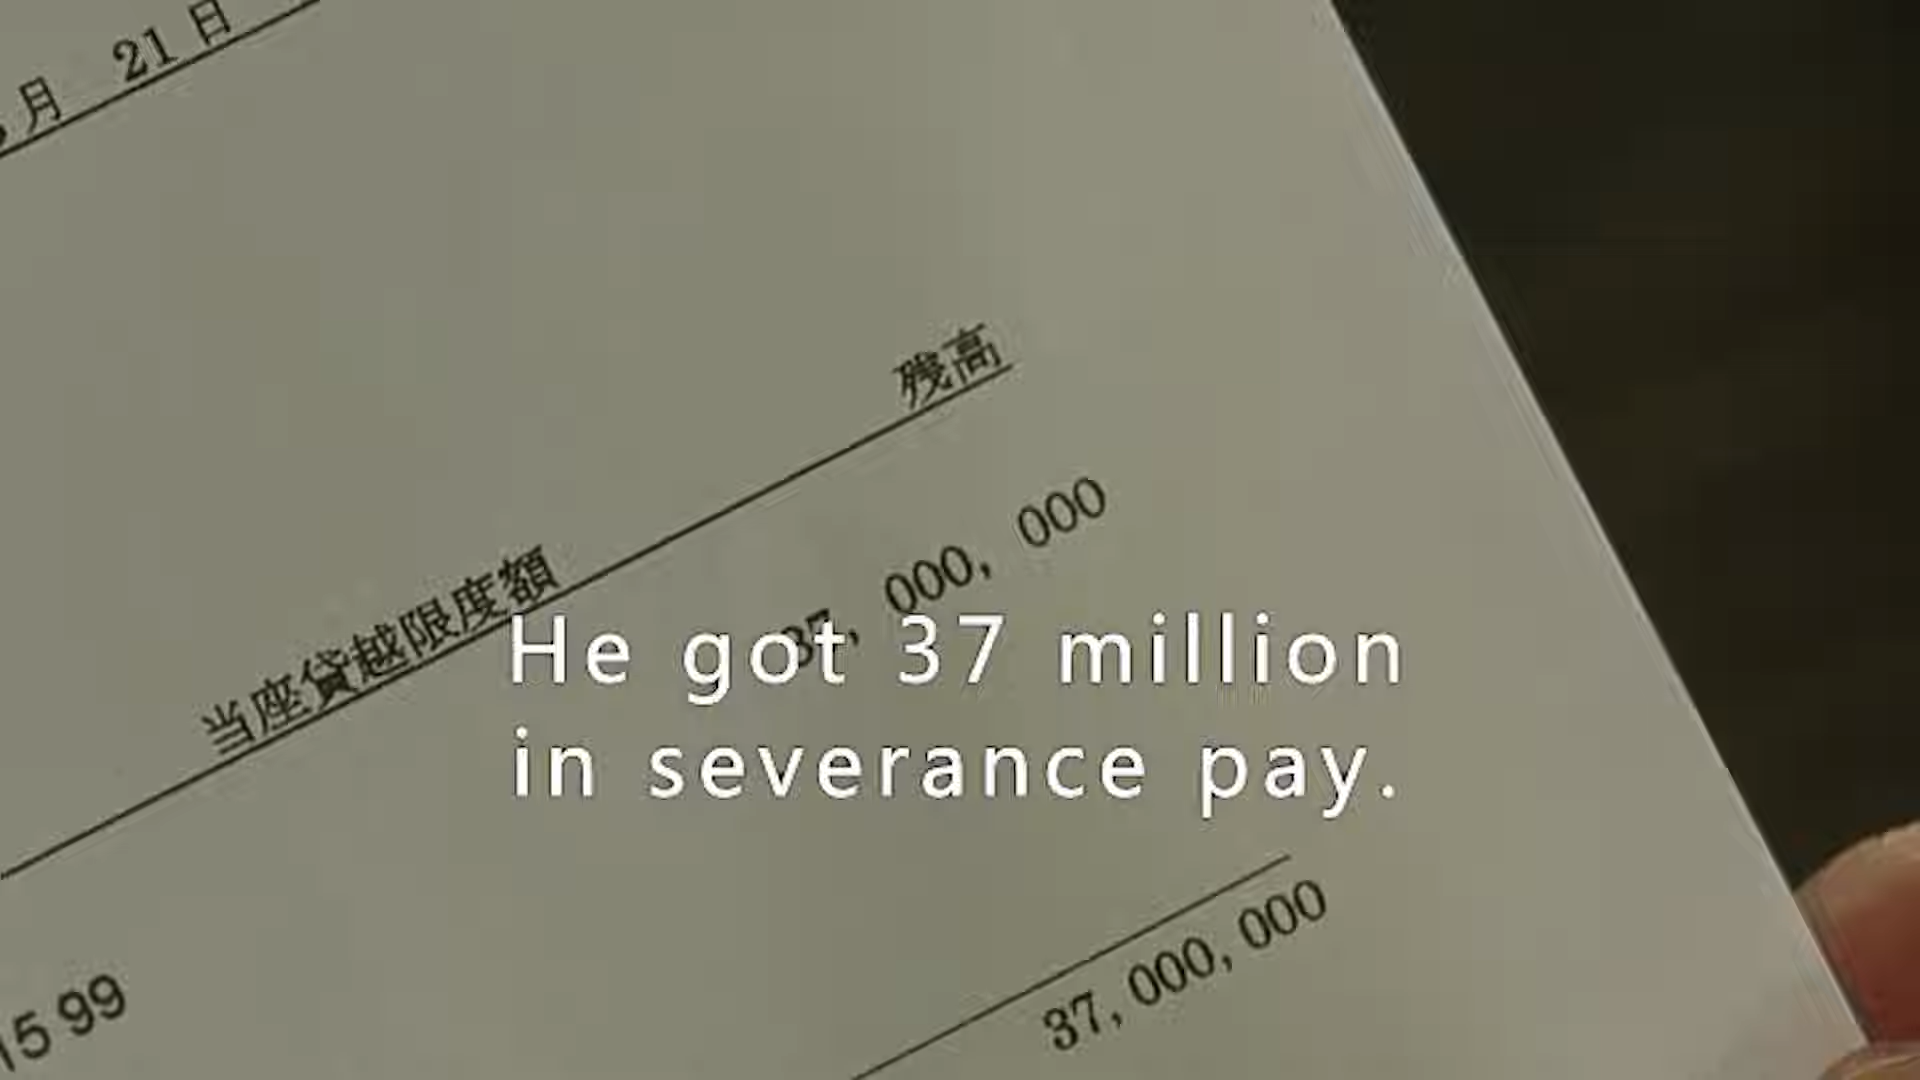 月 21 日
残高
当座貸越限度額
37, 000, 000
He got 37 million
in severance pay.
37, 000, 000
15 99